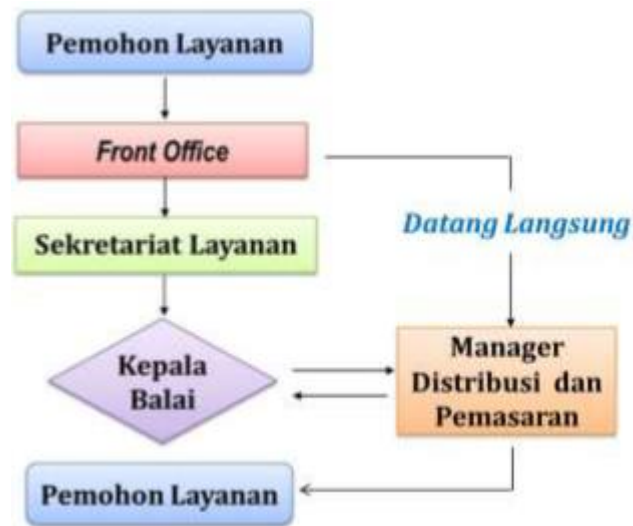 Pemohon Layanan
Front Office
Sekretariat Layanan
Datang Langsung
Kepala
Balai
Manager
Distribusi dan
Pemasaran
Pemohon Layanan